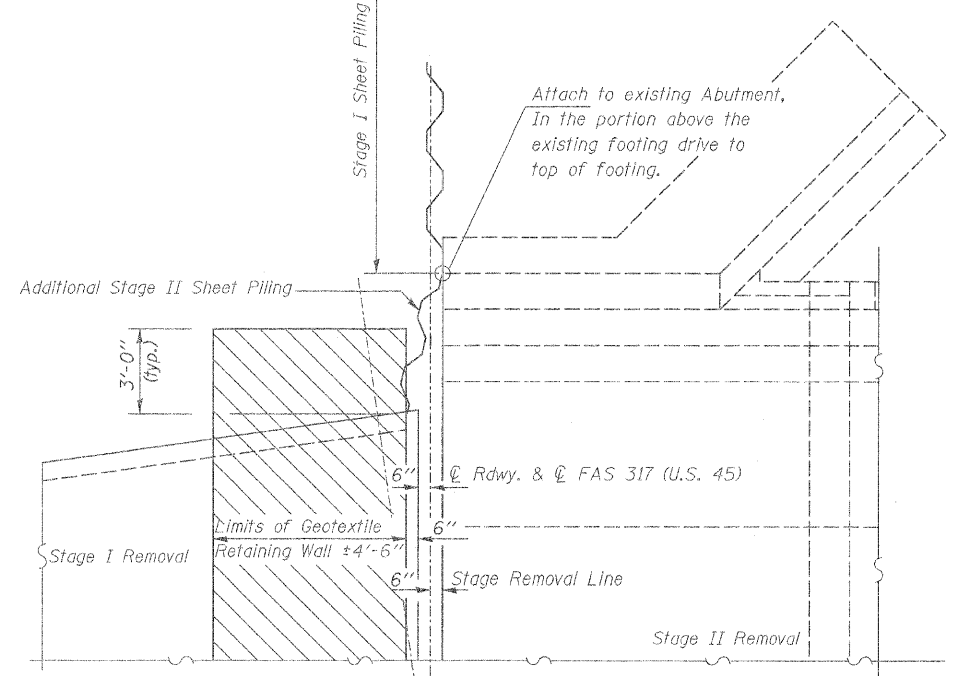 Stage I Sheet Piling
Attach to existing Abutment,
In the portion above the
existing footing drive to
top of footing.
Additional Stage II Sheet Piling
3'-0"
(typ.)
6"
℄ Rdwy. & ℄ FAS 317 (U.S. 45)
Limits of Geotextile
Retaining Wall ±4'-6"
6"
Stage I Removal
6"
Stage Removal Line
Stage II Removal